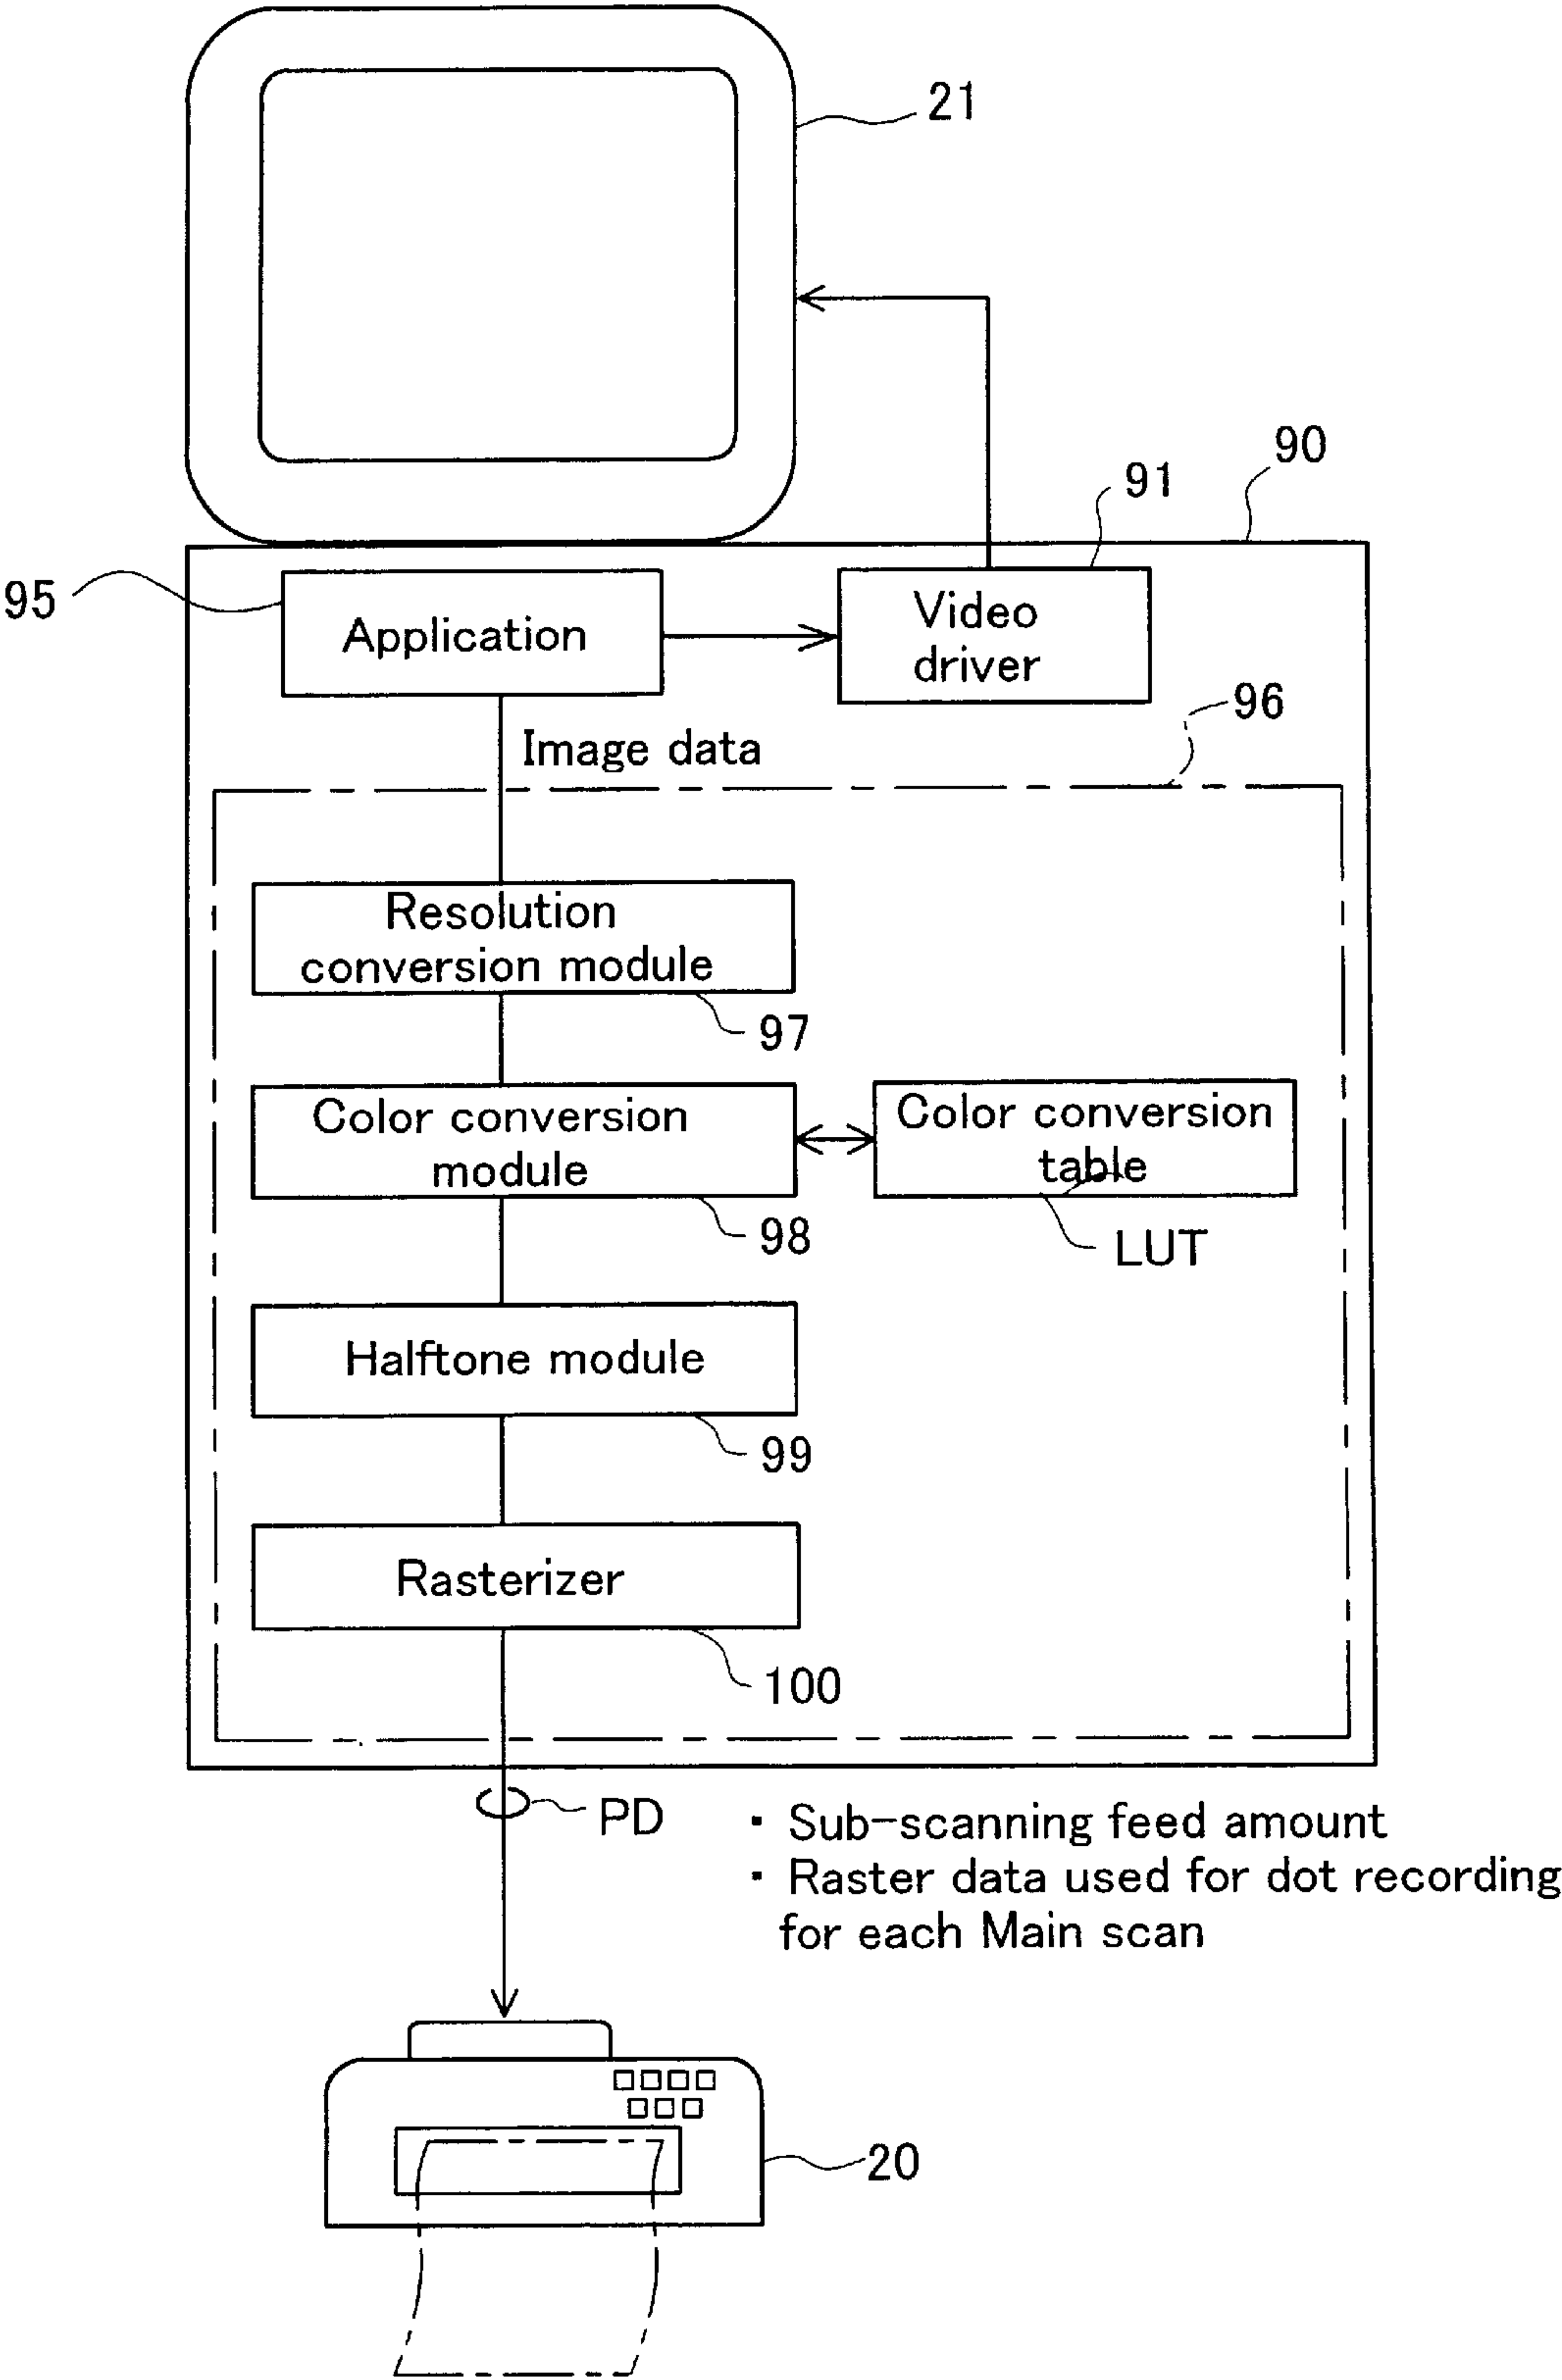 21
90
91
95
Application
Video
driver
96
Image data
Resolution
conversion module
97
Color conversion
module
Color conversion
table
98
LUT
Halftone module
99
Rasterizer
100
PD
・ Sub-scanning feed amount
・ Raster data used for dot recording
for each Main scan
20